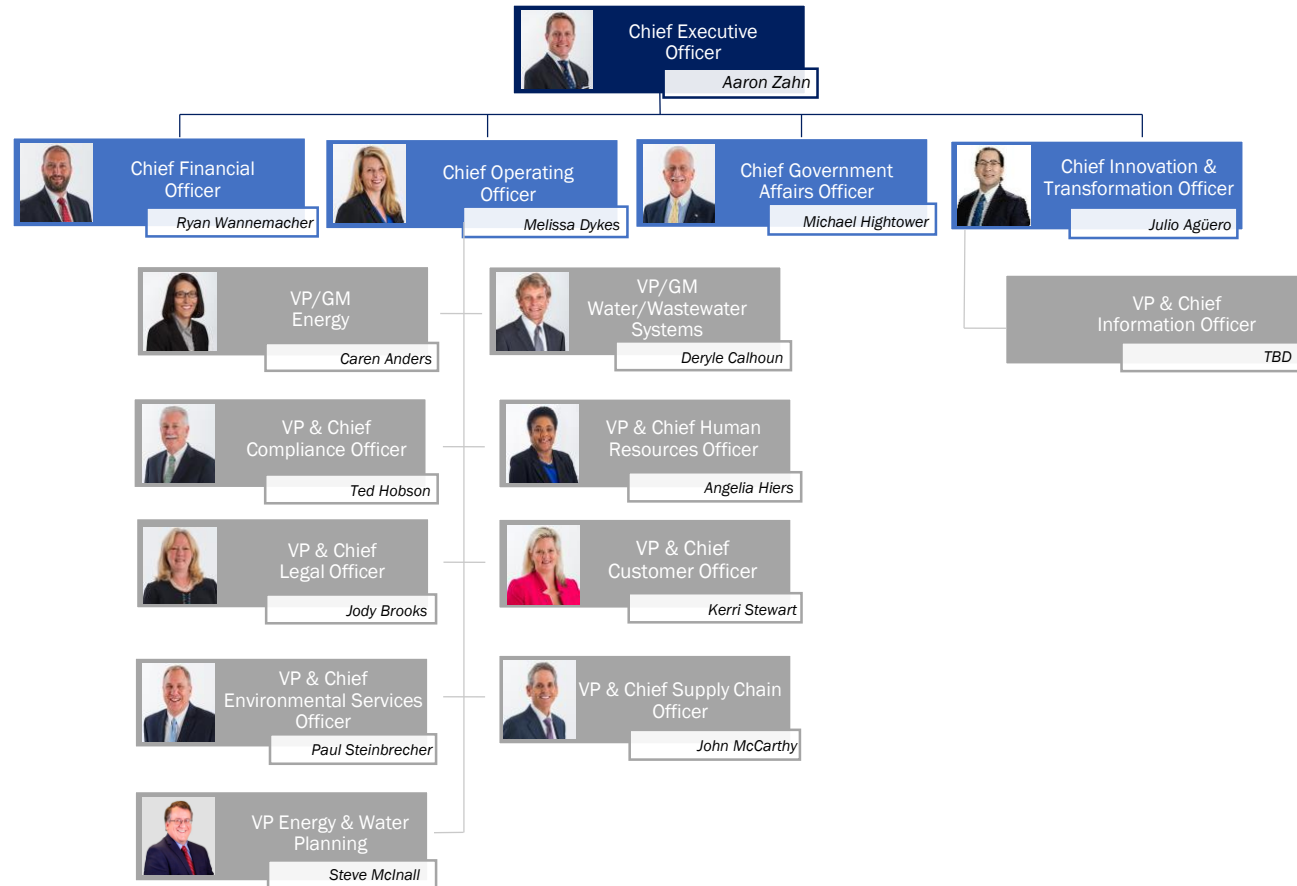 Chief Executive
Officer
Aaron Zahn
Chief Financial
Officer
Ryan Wannemacher
Chief Operating
Officer
Melissa Dykes
Chief Government
Affairs Officer
Michael Hightower
Chief Innovation &
Transformation Officer
Julio Agüero
VP/GM
Energy
Caren Anders
VP/GM
Water/Wastewater
Systems
Deryle Calhoun
VP & Chief
Information Officer
TBD
VP & Chief
Compliance Officer
Ted Hobson
VP & Chief Human
Resources Officer
Angelia Hiers
VP & Chief
Legal Officer
Jody Brooks
VP & Chief
Customer Officer
Kerri Stewart
VP & Chief
Environmental Services
Officer
Paul Steinbrecher
VP & Chief Supply Chain
Officer
John McCarthy
VP Energy & Water
Planning
Steve McInall